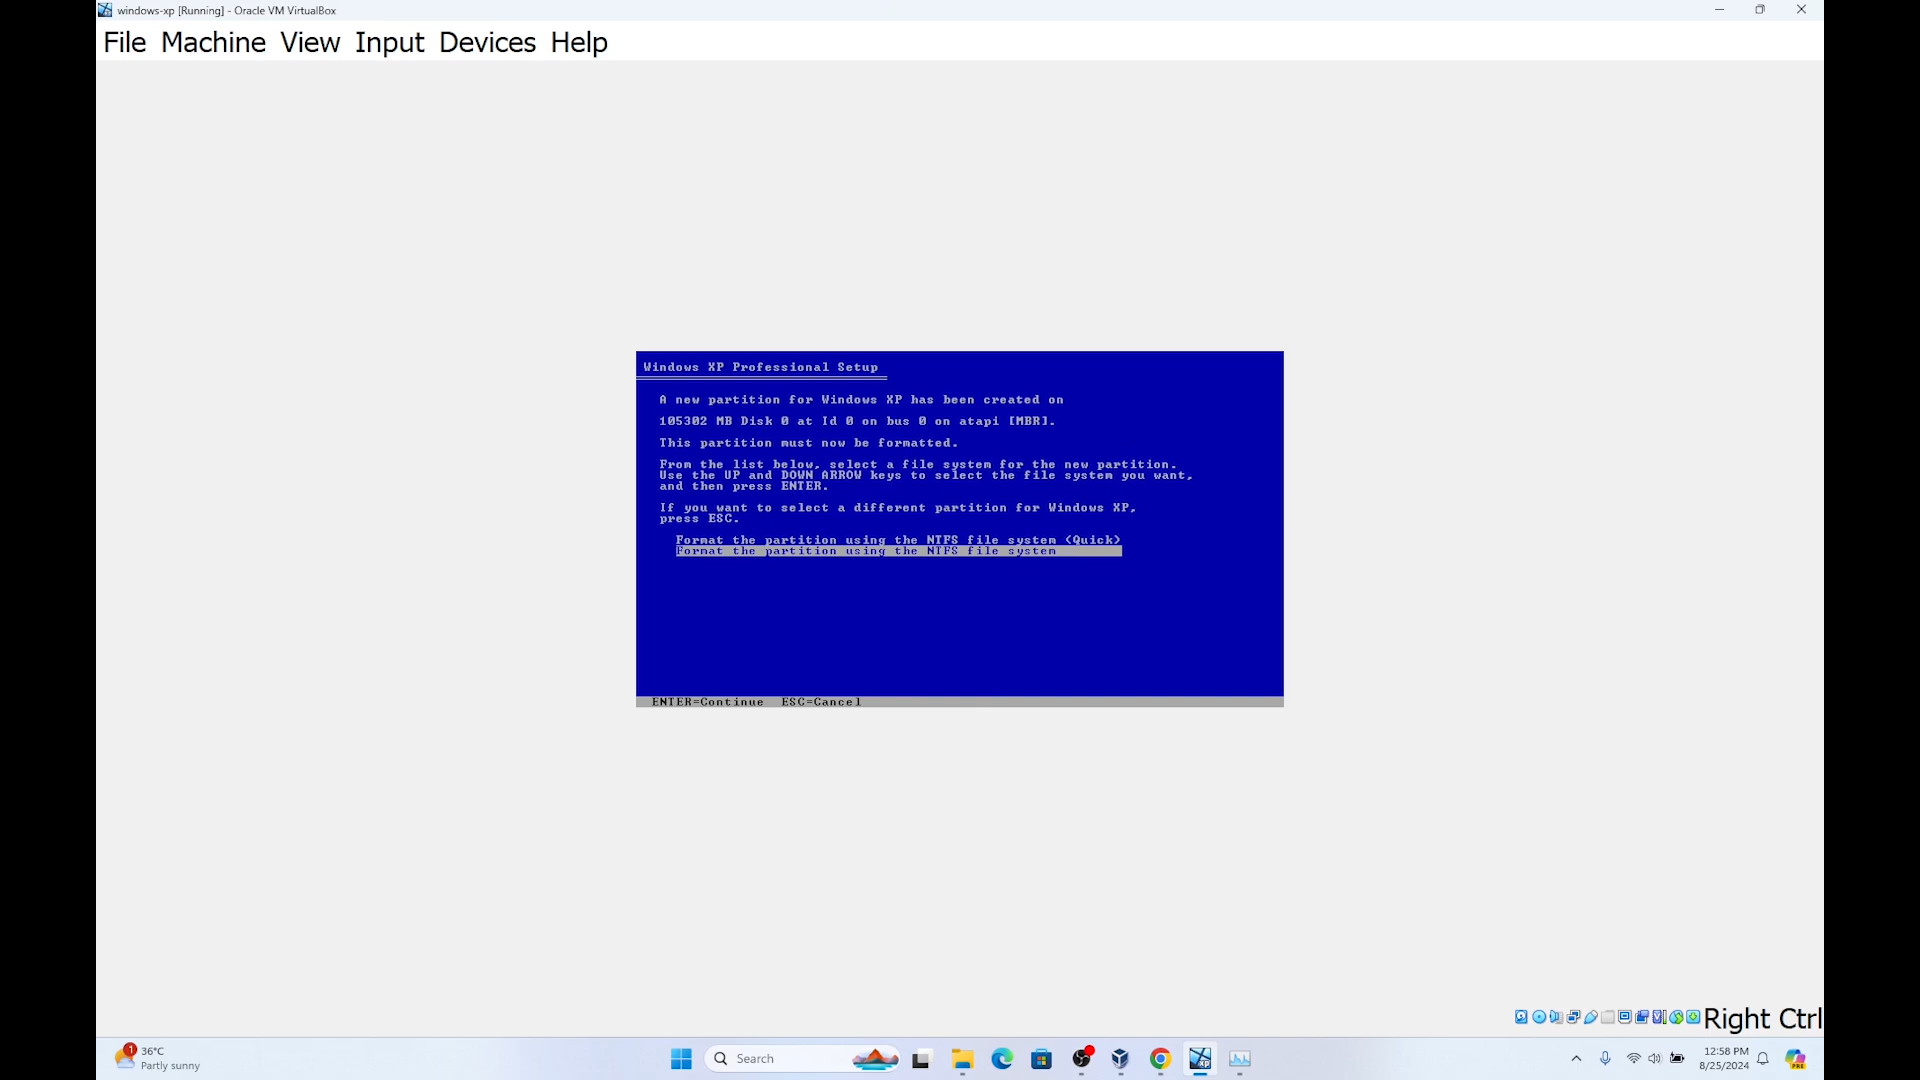 windows-xp [Running] - Oracle VM VirtualBox
File Machine View Input Devices Help
Windows XP Professional Setup
A new partition for Windows XP has been created on
105302 MB Disk 0 at Id 0 on bus 0 on atapi [MBR].
This partition must now be formatted.
From the list below, select a file system for the new partition.
Use the UP and DOWN ARROW keys to select the file system you want,
and then press ENTER.
If you want to select a different partition for Windows XP,
press ESC.
Format the partition using the NTFS file system (Quick)
Format the partition using the NTFS file system
ENTER=Continue ESC=Cancel
Right Ctrl
1
36°C
Partly sunny
Search
12:58 PM
8/25/2024
PRE